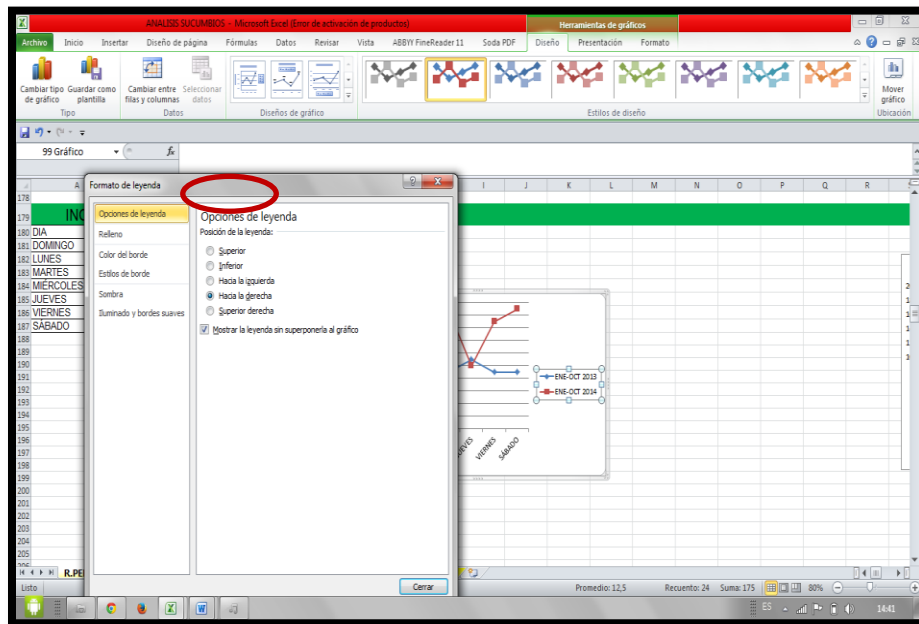 ANALISIS SUCUMBIOS - Microsoft Excel (Error de activación de productos)
Herramientas de gráficos
Archivo Inicio Insertar Diseño de página Fórmulas Datos Revisar Vista ABBYY FineReader 11 Soda PDF Diseño Presentación Formato
Cambiar tipo de gráfico
Guardar como plantilla
Cambiar entre filas y columnas
Seleccionar datos
Mover gráfico
Tipo Datos Diseños de gráfico Estilos de diseño Ubicación
99 Gráfico fx
Formato de leyenda
A I J K L M N O P Q R
178
179
180 DIA
181 DOMINGO
182 LUNES
183 MARTES
184 MIÉRCOLES
185 JUEVES
186 VIERNES
187 SÁBADO
188
189
190
191
192
193
194
195
196
197
198
199
200
201
202
203
204
205
Opciones de leyenda
Relleno
Color del borde
Estilos de borde
Sombra
Iluminado y bordes suaves
Opciones de leyenda
Posición de la leyenda:
Superior
Inferior
Hacia la izquierda
Hacia la derecha
Superior derecha
Mostrar la leyenda sin superponerla al gráfico
Cerrar
ENE-OCT 2013
ENE-OCT 2014
VIERNES
SÁBADO
Listo Promedio: 12,5 Recuento: 24 Suma: 175 80%
ES 14:41